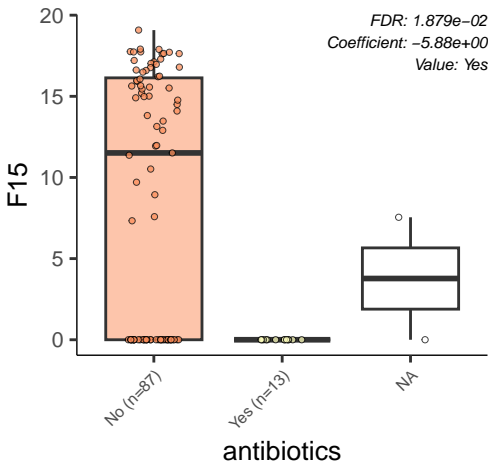 FDR: 1.879e−02
Coefficient: −5.88e+00
Value: Yes
20
15
10
5
0
F15
No (n=87)
Yes (n=13)
NA
antibiotics